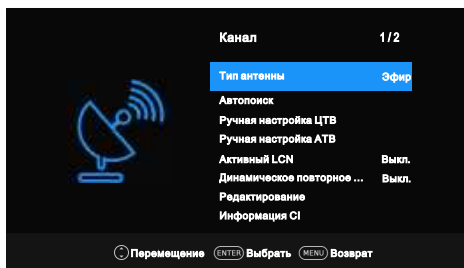 Канал 1/2
Тип антенны Эфир
Автопоиск
Ручная настройка ЦТВ
Ручная настройка АТВ
Активный LCN Выкл.
Динамическое повторное ... Выкл.
Редактирование
Информация CI
Перемещение ENTER Выбрать MENU Возврат